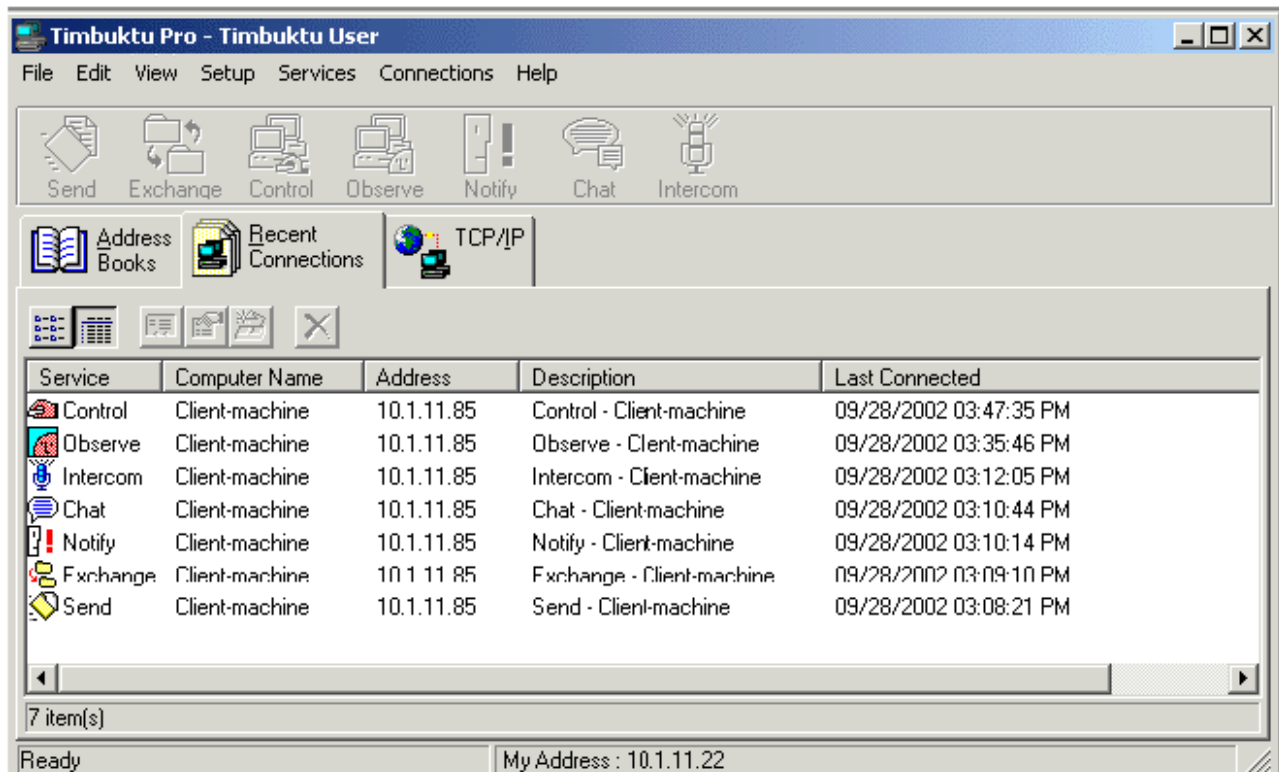 Timbuktu Pro - Timbuktu User
File Edit View Setup Services Connections Help
Send Exchange Control Observe Notify Chat Intercom
Address Books
Recent Connections
TCP/IP
Service Computer Name Address Description Last Connected
Control Client-machine 10.1.11.85 Control - Client-machine 09/28/2002 03:47:35 PM
Observe Client-machine 10.1.11.85 Observe - Client-machine 09/28/2002 03:35:46 PM
Intercom Client-machine 10.1.11.85 Intercom - Client-machine 09/28/2002 03:12:05 PM
Chat Client-machine 10.1.11.85 Chat - Client-machine 09/28/2002 03:10:44 PM
Notify Client-machine 10.1.11.85 Notify - Client-machine 09/28/2002 03:10:14 PM
Exchange Client-machine 10.1.11.85 Exchange - Client-machine 09/28/2002 03:09:10 PM
Send Client-machine 10.1.11.85 Send - Client-machine 09/28/2002 03:08:21 PM
7 item(s)
Ready My Address : 10.1.11.22